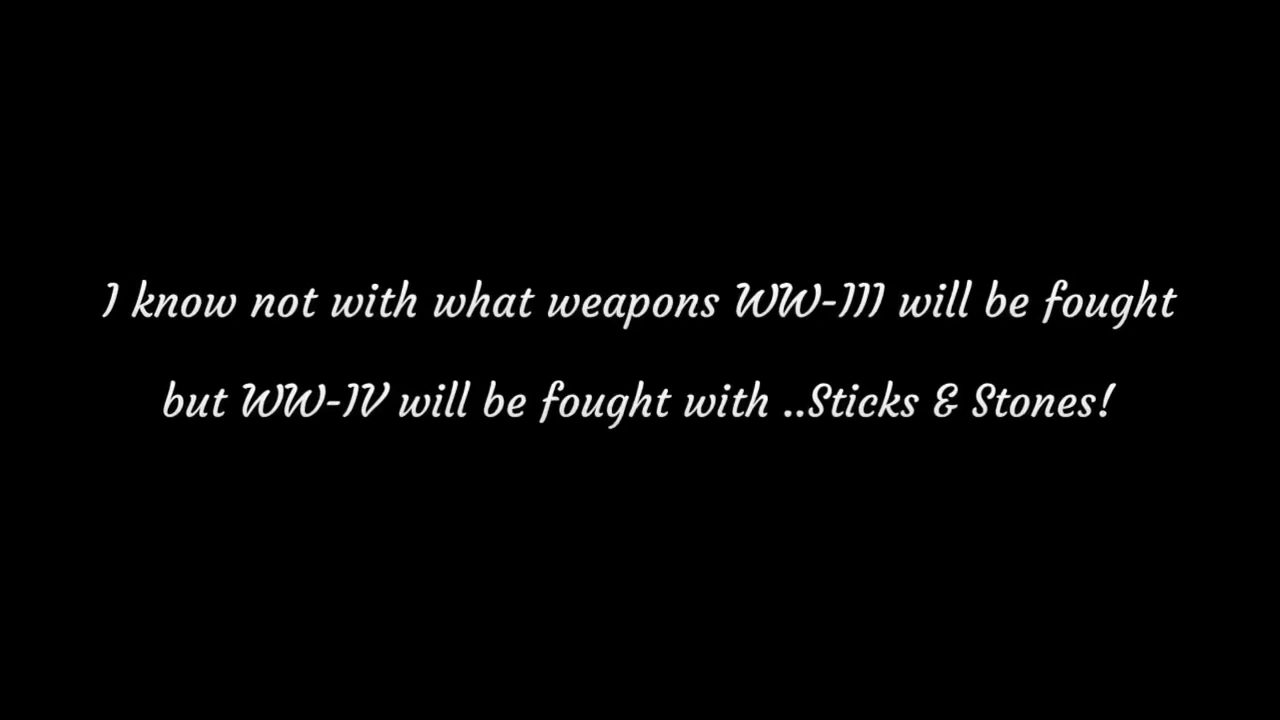 I know not with what weapons WW-III will be fought
but WW-IV will be fought with ..Sticks & Stones!